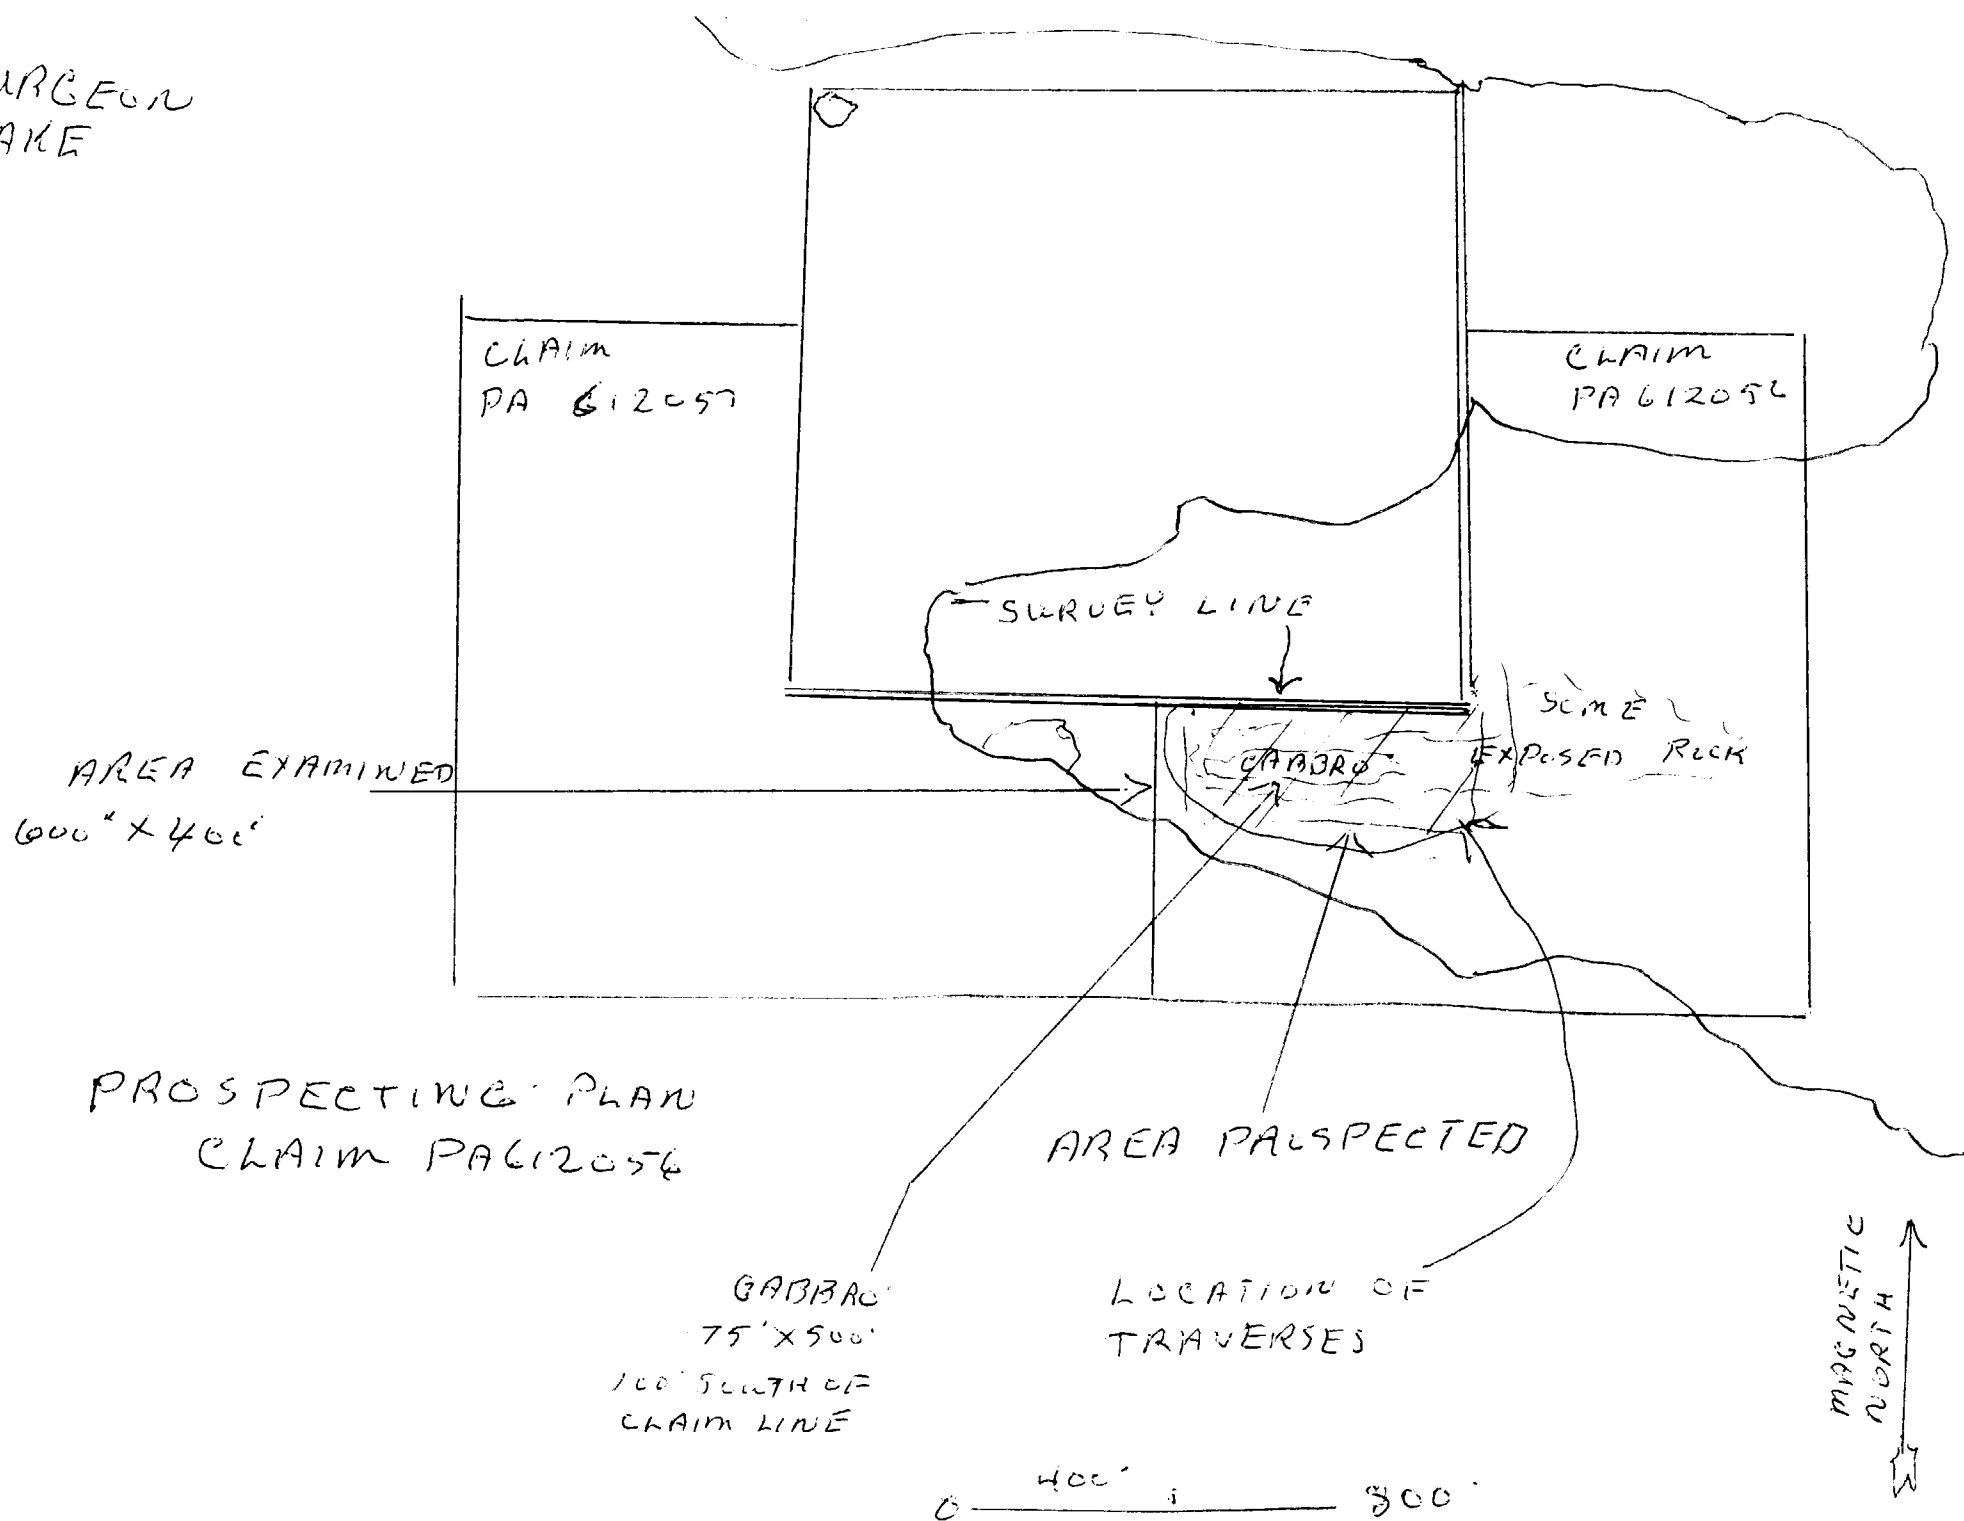 URGEON
AKE
CLAIM
PA 612057
CLAIM
PA 612056
SURVEY LINE
SOME
EXPOSED ROCK
GABBRO
AREA EXAMINED
600' X 400'
PROSPECTING PLAN
CLAIM PA612056
AREA PROSPECTED
GABBRO
75' X 500'
100' SOUTH OF
CLAIM LINE
LOCATION OF
TRAVERSES
MAGNETIC
NORTH
0 400' 800'